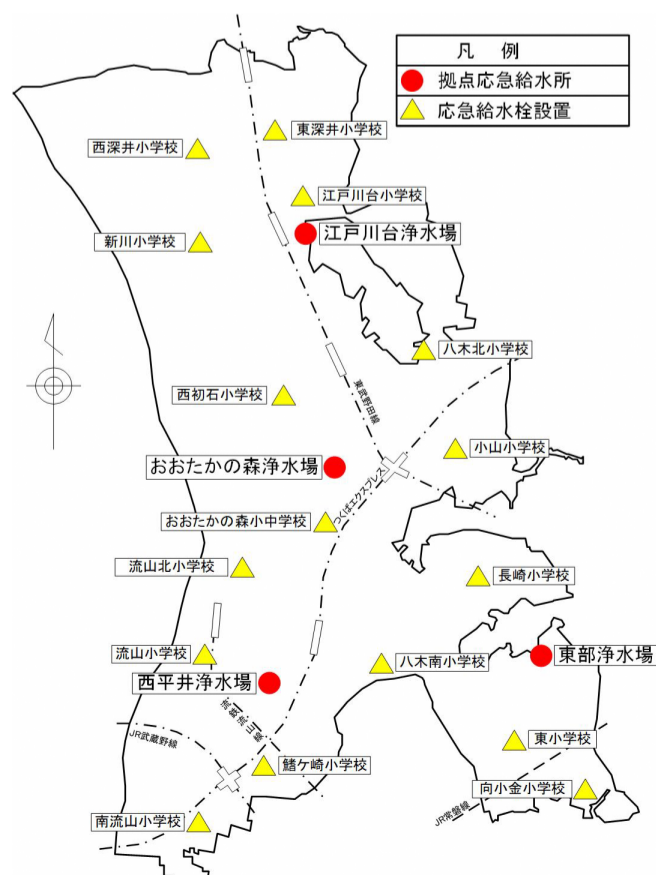 凡 例
拠点応急給水所
応急給水栓設置
東深井小学校
西深井小学校
江戸川台小学校
江戸川台浄水場
新川小学校
八木北小学校
東武野田線
西初石小学校
小山小学校
おおたかの森浄水場
つくばエクスプレス
おおたかの森小中学校
流山北小学校
長崎小学校
流山小学校
八木南小学校
東部浄水場
西平井浄水場
流鉄流山線
JR武蔵野線
東小学校
鰭ケ崎小学校
向小金小学校
南流山小学校
JR常磐線